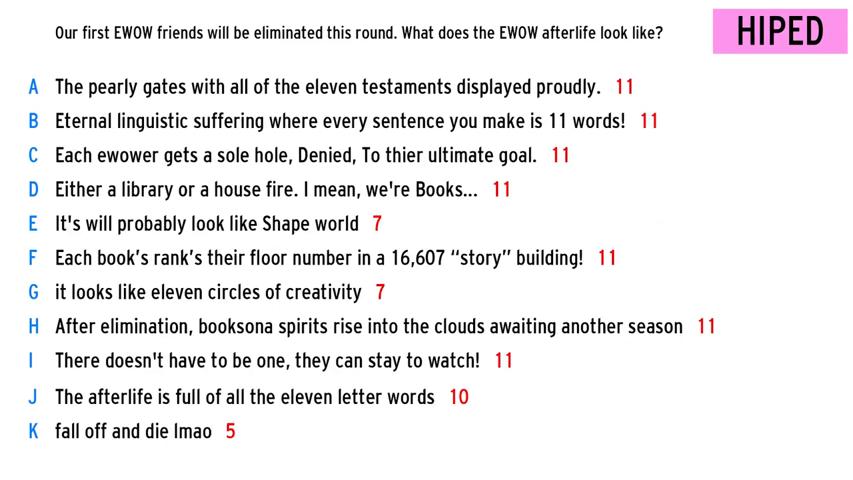 Our first EWOW friends will be eliminated this round. What does the EWOW afterlife look like?
HIPED
A The pearly gates with all of the eleven testaments displayed proudly. 11
B Eternal linguistic suffering where every sentence you make is 11 words! 11
C Each ewower gets a sole hole, Denied, To thier ultimate goal. 11
D Either a library or a house fire. I mean, we're Books... 11
E It's will probably look like Shape world 7
F Each book’s rank’s their floor number in a 16,607 “story” building! 11
G it looks like eleven circles of creativity 7
H After elimination, booksona spirits rise into the clouds awaiting another season 11
I There doesn't have to be one, they can stay to watch! 11
J The afterlife is full of all the eleven letter words 10
K fall off and die lmao 5